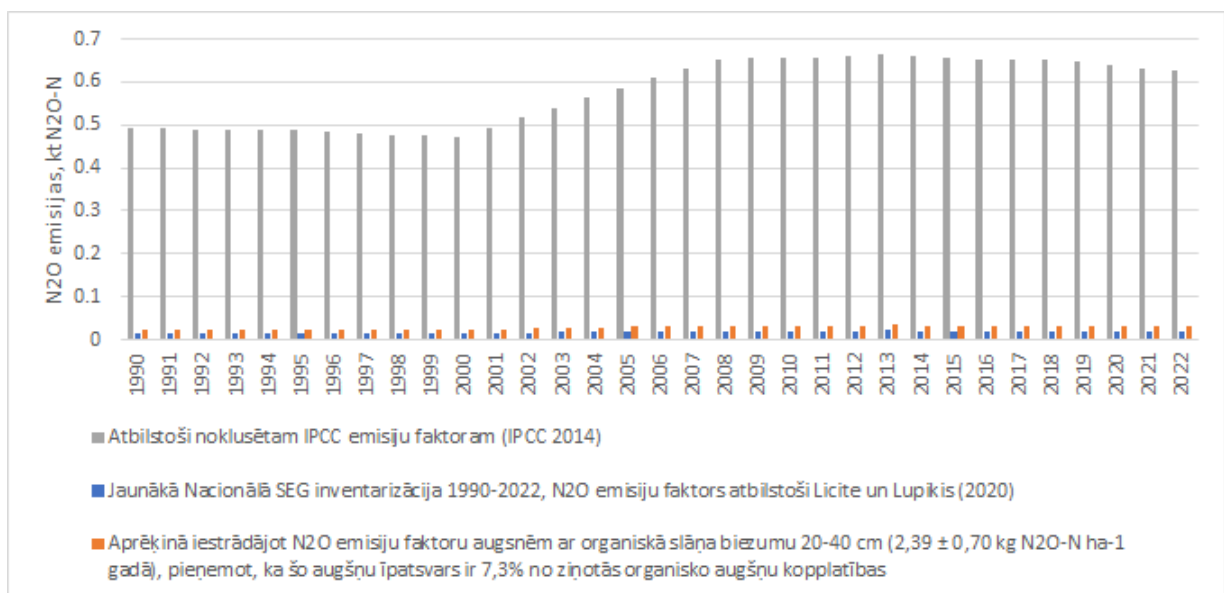 0.7
0.6
0.5
0.4
0.3
0.2
0.1
0
N2O emisijas, kt N2O-N
1990 1991 1992 1993 1994 1995 1996 1997 1998 1999 2000 2001 2002 2003 2004 2005 2006 2007 2008 2009 2010 2011 2012 2013 2014 2015 2016 2017 2018 2019 2020 2021 2022
Atbilstoši noklusētam IPCC emisiju faktoram (IPCC 2014)
Jaunākā Nacionālā SEG inventarizācija 1990-2022, N2O emisiju faktors atbilstoši Licite un Lupikis (2020)
Aprēķinā iestrādājot N2O emisiju faktoru augsnēm ar organiskā slāņa biezumu 20-40 cm (2,39 ± 0,70 kg N2O-N ha-1
gadā), pieņemot, ka šo augšņu īpatsvars ir 7,3% no ziņotās organisko augšņu kopplatības